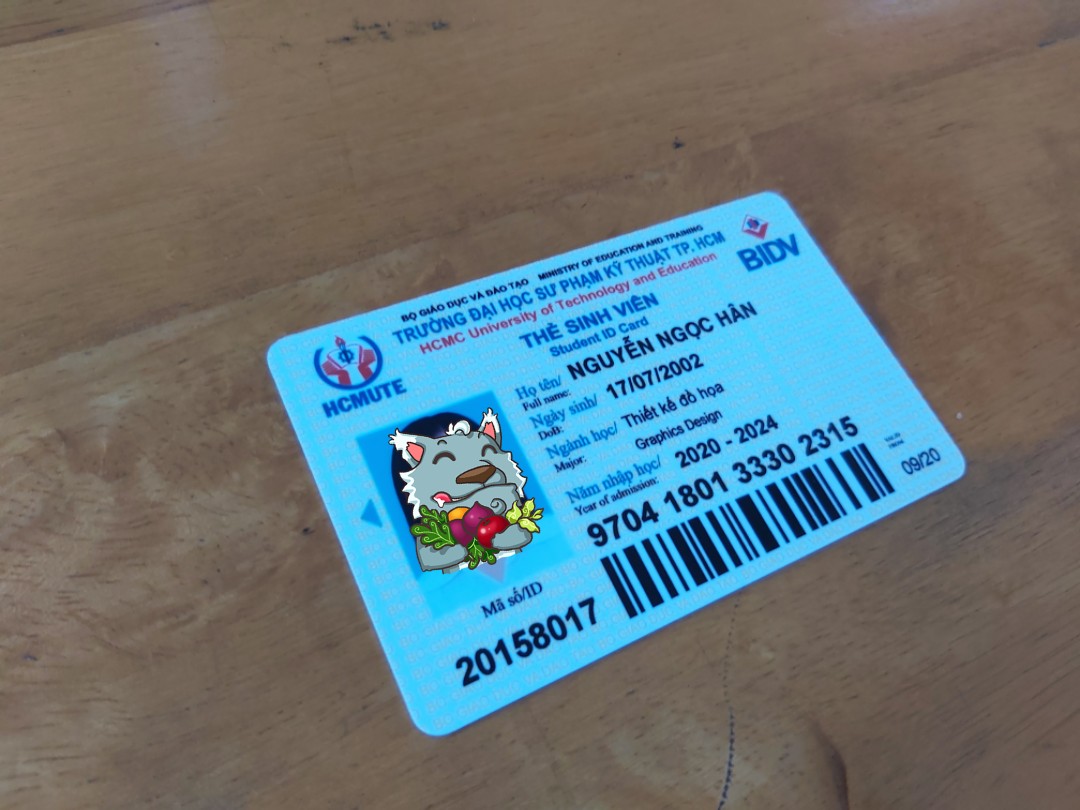 BỘ GIÁO DỤC VÀ ĐÀO TẠO MINISTRY OF EDUCATION AND TRAINING
TRƯỜNG ĐẠI HỌC SƯ PHẠM KỸ THUẬT TP. HCM
HCMC University of Technology and Education
BIDV
HCMUTE
THẺ SINH VIÊN
Student ID Card
Họ tên/ NGUYỄN NGỌC HÂN
Full name:
Ngày sinh/ 17/07/2002
DoB:
Ngành học/ Thiết kế đồ họa
Major: Graphics Design
Năm nhập học/ 2020 - 2024
Year of admission:
9704 1801 3330 2315
VALID
FROM
09/20
Mã số/ID
20158017